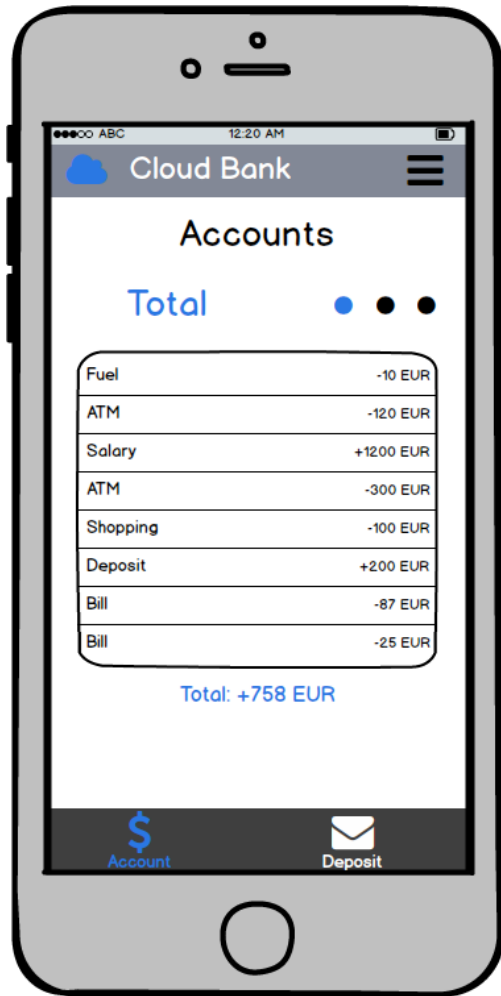 ABC 12:20 AM
Cloud Bank
Accounts
Total
Fuel -10 EUR
ATM -120 EUR
Salary +1200 EUR
ATM -300 EUR
Shopping -100 EUR
Deposit +200 EUR
Bill -87 EUR
Bill -25 EUR
Total: +758 EUR
$
Account Deposit